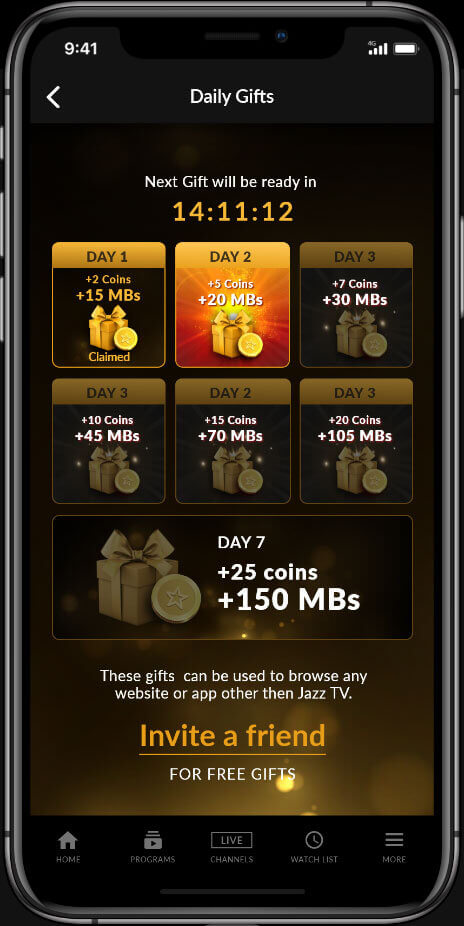 9:41
4G
Daily Gifts
Next Gift will be ready in
14:11:12
DAY 1
+2 Coins
+15 MBs
Claimed
DAY 2
+5 Coins
+20 MBs
DAY 3
+7 Coins
+30 MBs
DAY 3
+10 Coins
+45 MBs
DAY 2
+15 Coins
+70 MBs
DAY 3
+20 Coins
+105 MBs
DAY 7
+25 coins
+150 MBs
These gifts  can be used to browse any
website or app other then Jazz TV.
Invite a friend
FOR FREE GIFTS
HOME
PROGRAMS
LIVE
CHANNELS
WATCH LIST
MORE